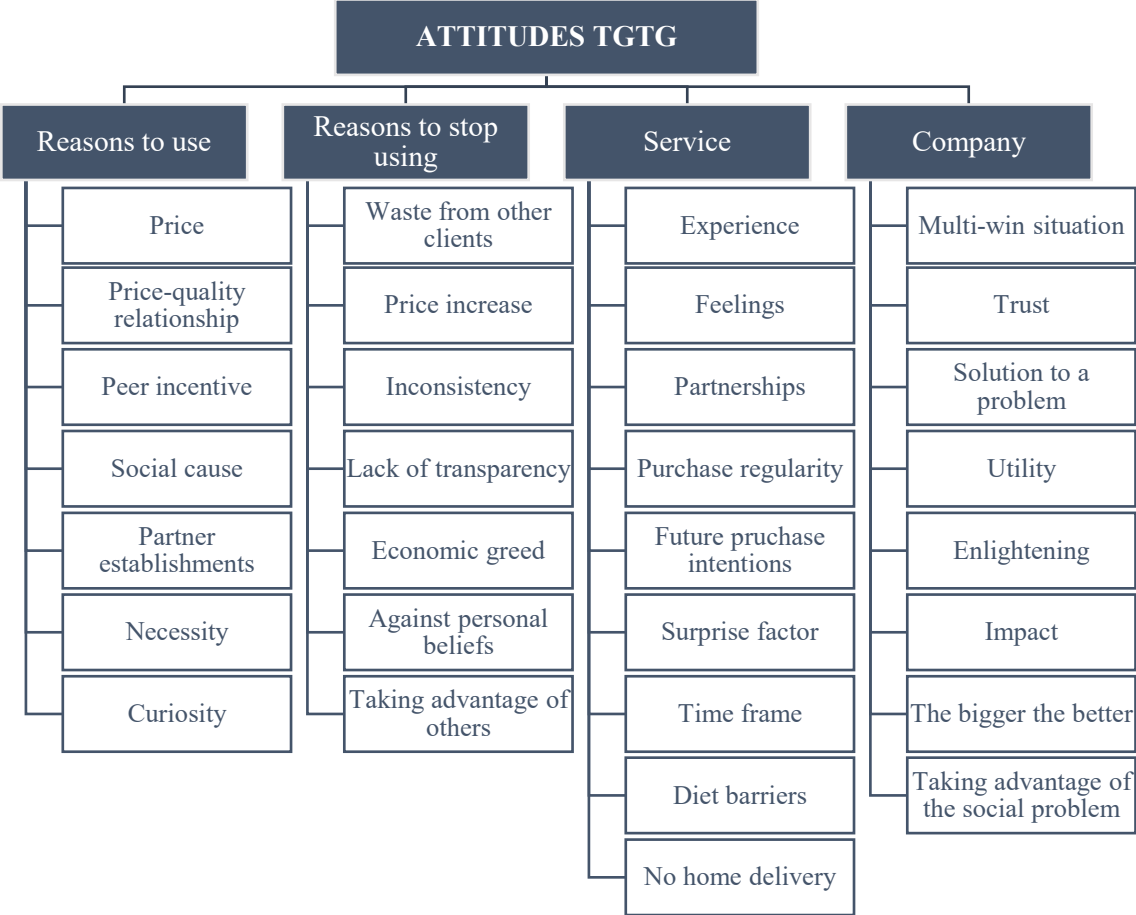 ATTITUDES TGTG
Reasons to use
Price
Price-quality
relationship
Peer incentive
Social cause
Partner
establishments
Necessity
Curiosity
Reasons to stop
using
Waste from other
clients
Price increase
Inconsistency
Lack of transparency
Economic greed
Against personal
beliefs
Taking advantage of
others
Service
Experience
Feelings
Partnerships
Purchase regularity
Future pruchase
intentions
Surprise factor
Time frame
Diet barriers
No home delivery
Company
Multi-win situation
Trust
Solution to a
problem
Utility
Enlightening
Impact
The bigger the better
Taking advantage of
the social problem